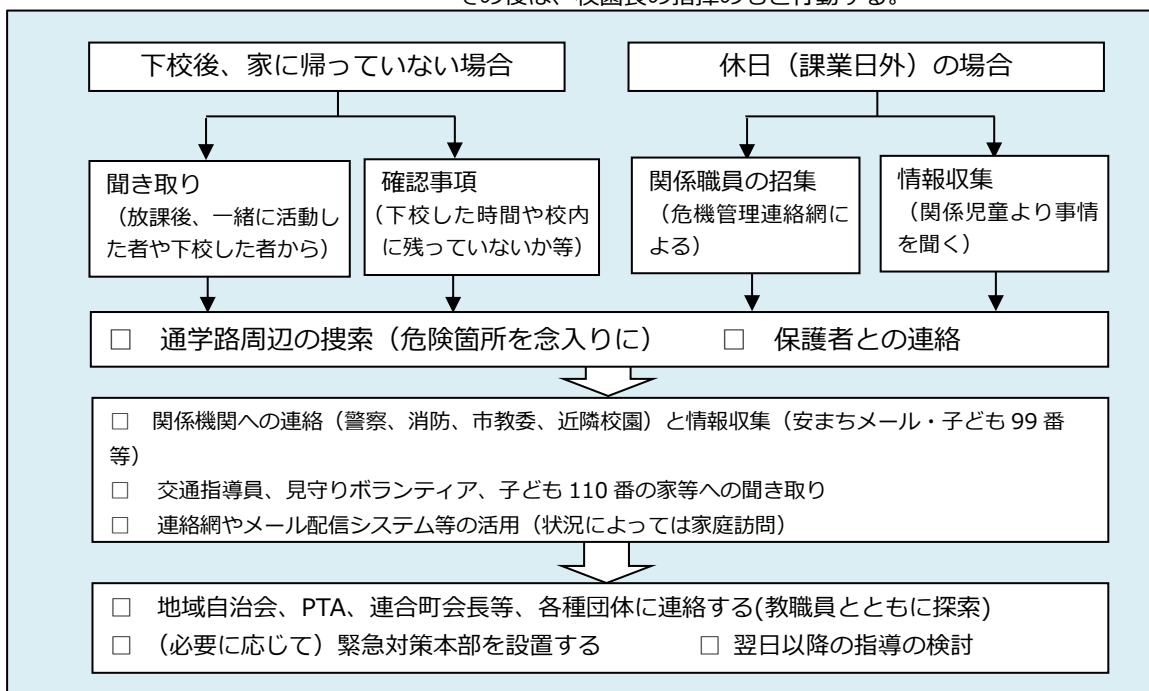 その後は、校園長の指揮のもと行動する。
下校後、家に帰っていない場合
休日（課業日外）の場合
聞き取り
（放課後、一緒に活動し
た者や下校した者から）
確認事項
（下校した時間や校内
に残っていないか等）
関係職員の招集
（危機管理連絡網に
よる）
情報収集
（関係児童より事情
を聞く）
□ 通学路周辺の捜索（危険箇所を念入りに） □ 保護者との連絡
□ 関係機関への連絡（警察、消防、市教委、近隣校園）と情報収集（安まちメール・子ども 99 番
等）
□ 交通指導員、見守りボランティア、子ども 110 番の家等への聞き取り
□ 連絡網やメール配信システム等の活用（状況によっては家庭訪問）
□ 地域自治会、PTA、連合町会長等、各種団体に連絡する(教職員とともに探索)
□ （必要に応じて）緊急対策本部を設置する □ 翌日以降の指導の検討